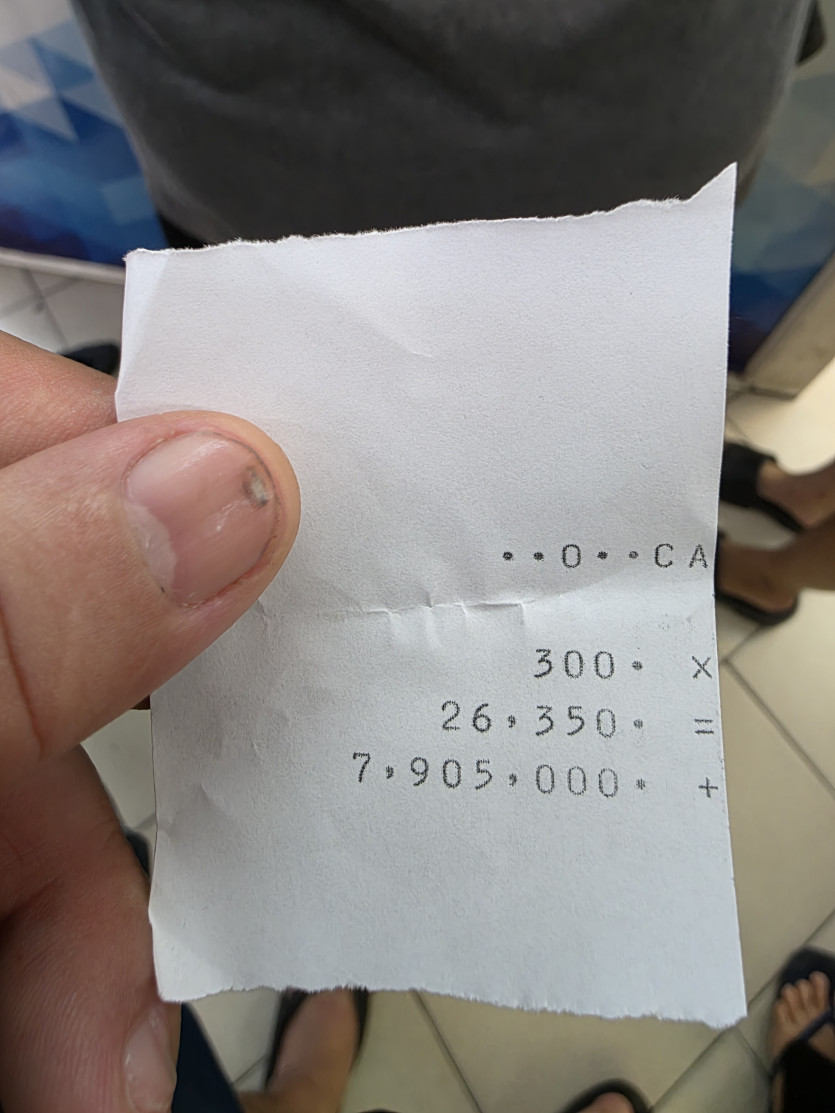 ··0··CA
300· ×
26,350· =
7,905,000· +